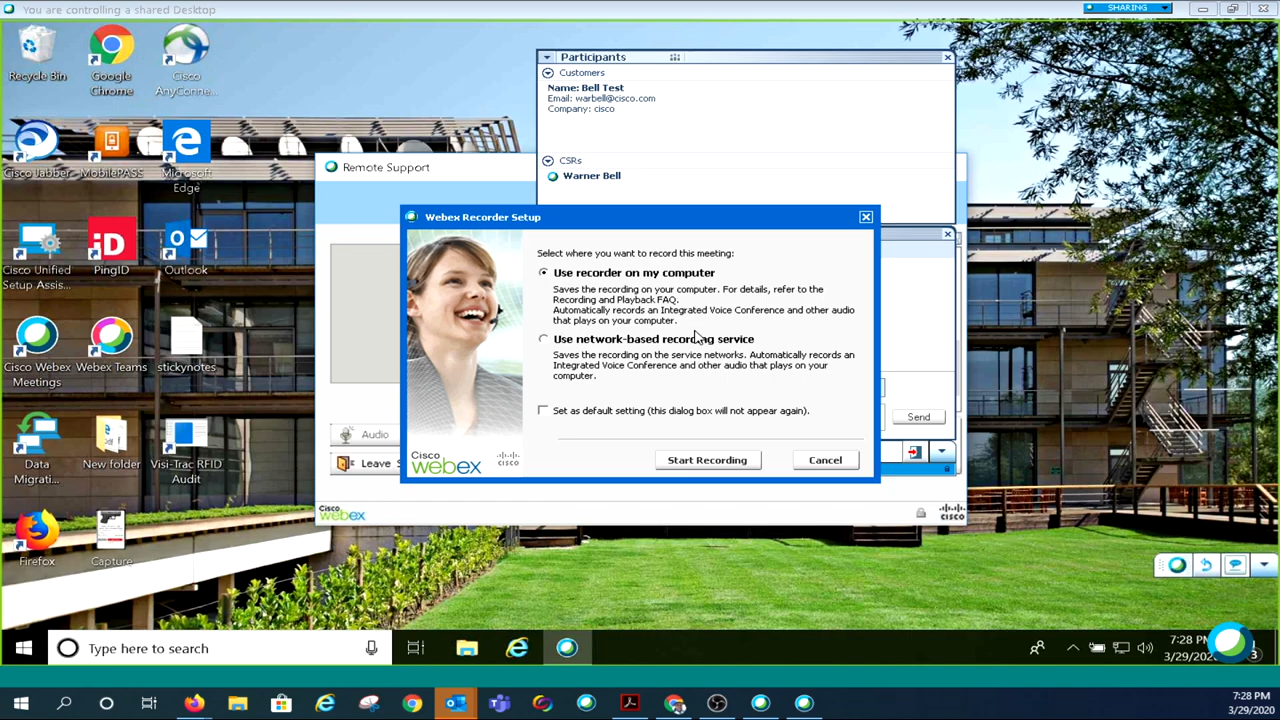 You are controlling a shared Desktop
SHARING
Recycle Bin
Google
Chrome
Cisco
AnyConne...
Participants
Customers
Name: Bell Test
Email: warbell@cisco.com
Company: cisco
CSRs
Warner Bell
Cisco Jabber
MobilePASS
Microsoft
Edge
Remote Support
Webex Recorder Setup
Select where you want to record this meeting:
Use recorder on my computer
Saves the recording on your computer. For details, refer to the
Recording and Playback FAQ.
Automatically records an Integrated Voice Conference and other audio
that plays on your computer.
Use network-based recording service
Saves the recording on the service networks. Automatically records an
Integrated Voice Conference and other audio that plays on your
computer.
Set as default setting (this dialog box will not appear again).
Start Recording
Cancel
Cisco
webex
cisco
Cisco Unified
Setup Assis...
iD
PingID
Outlook
Cisco Webex
Meetings
Webex Teams
stickynotes
Audio
Send
Leave S
Data
Migrati...
New folder
Visi-Trac RFID
Audit
Cisco
webex
cisco
Firefox
Capture
Type here to search
7:28 PM
3/29/202
3
7:28 PM
3/29/2020